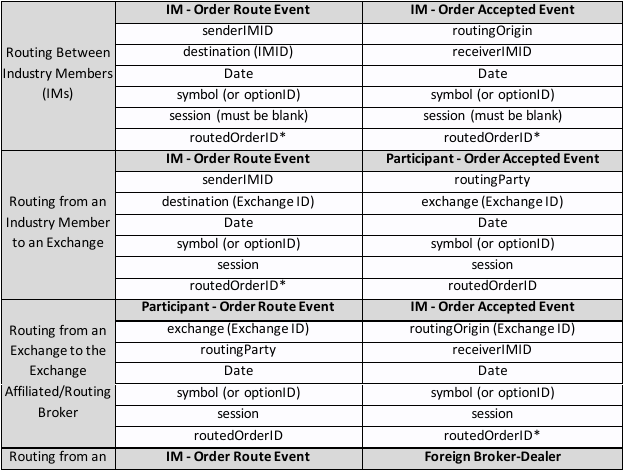 IM - Order Route Event IM - Order Accepted Event
Routing Between Industry Members (IMs)
senderIMID routingOrigin
destination (IMID) receiverIMID
Date Date
symbol (or optionID) symbol (or optionID)
session (must be blank) session (must be blank)
routedOrderID* routedOrderID*
IM - Order Route Event Participant - Order Accepted Event
Routing from an Industry Member to an Exchange
senderIMID routingParty
destination (Exchange ID) exchange (Exchange ID)
Date Date
symbol (or optionID) symbol (or optionID)
session session
routedOrderID* routedOrderID
Participant - Order Route Event IM - Order Accepted Event
Routing from an Exchange to the Exchange Affiliated/Routing Broker
exchange (Exchange ID) routingOrigin (Exchange ID)
routingParty receiverIMID
Date Date
symbol (or optionID) symbol (or optionID)
session session
routedOrderID routedOrderID*
Routing from an IM - Order Route Event Foreign Broker-Dealer